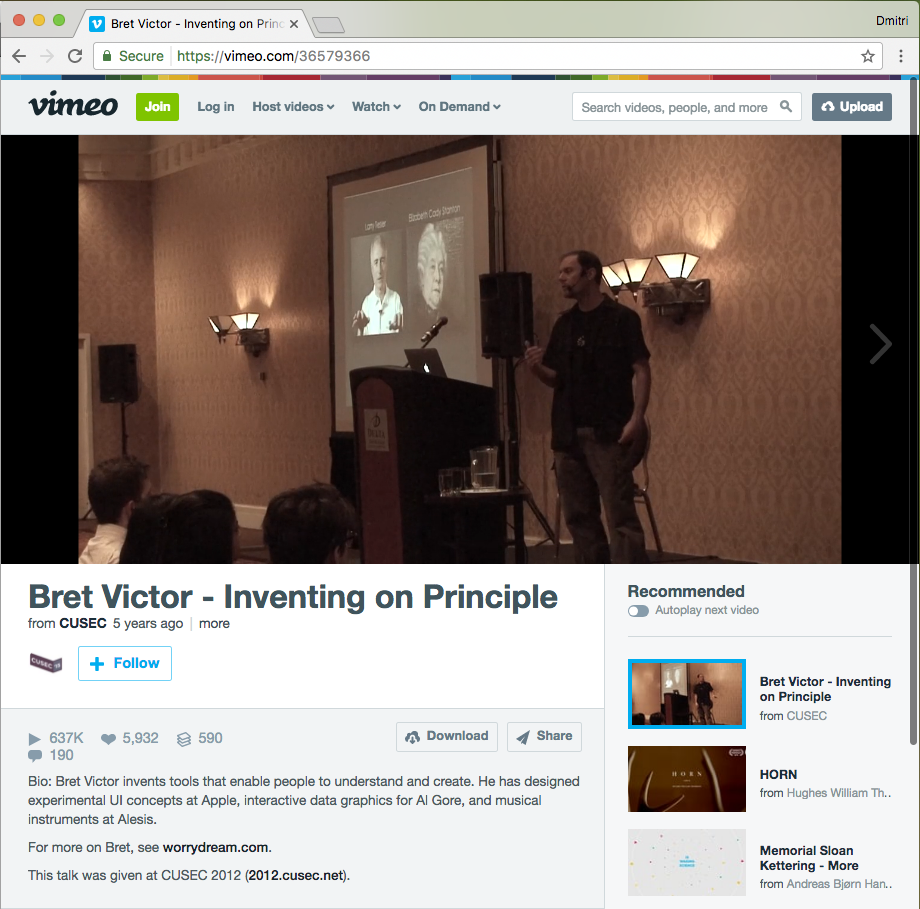 Bret Victor - Inventing on Princ
Dmitri
Secure
https://vimeo.com/36579366
vimeo
Join
Log in
Host videos
Watch
On Demand
Search videos, people, and more
Upload
Larry Tesler
Elizabeth Cady Stanton
Bret Victor - Inventing on Principle
from CUSEC 5 years ago | more
CUSEC
Follow
637K
5,932
590
190
Download
Share
Bio: Bret Victor invents tools that enable people to understand and create. He has designed
experimental UI concepts at Apple, interactive data graphics for Al Gore, and musical
instruments at Alesis.
For more on Bret, see worrydream.com.
This talk was given at CUSEC 2012 (2012.cusec.net).
Recommended
Autoplay next video
Bret Victor - Inventing
on Principle
from CUSEC
HORN
HORN
from Hughes William Th..
Memorial Sloan
Kettering - More
from Andreas Bjørn Han..